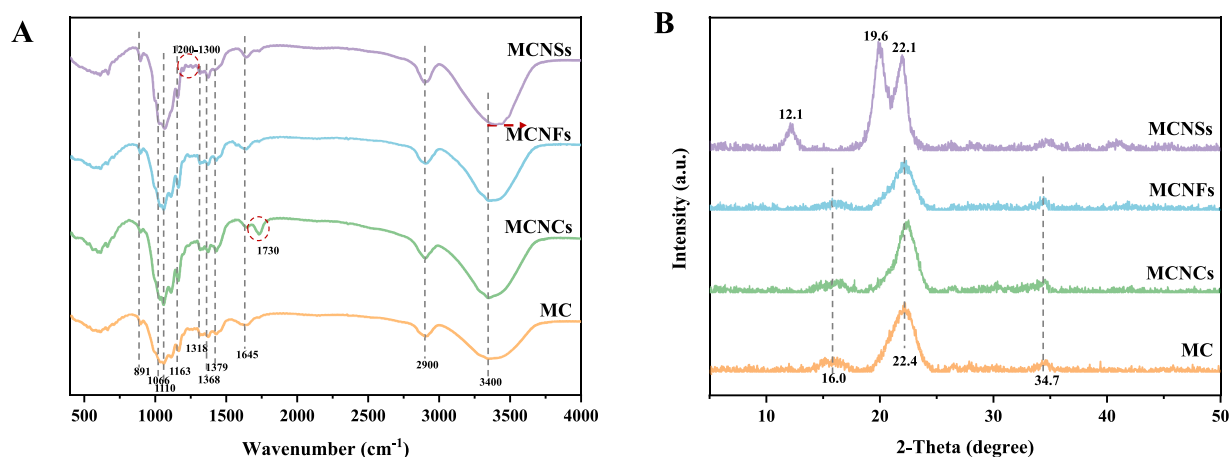 A
1200-1300
MCNSs
MCNFs
MCNCs
1730
MC
891
1066
1110
1163
1318
1368
1379
1645
2900
3400
500 1000 1500 2000 2500 3000 3500 4000
Wavenumber (cm-1)
B
Intensity (a.u.)
12.1
19.6
22.1
MCNSs
MCNFs
MCNCs
MC
16.0
22.4
34.7
10 20 30 40 50
2-Theta (degree)